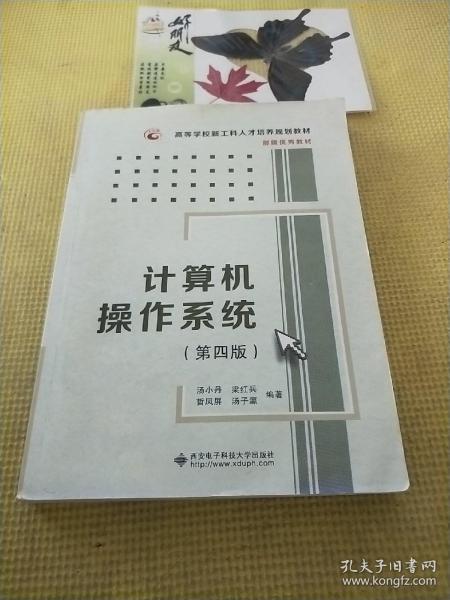 好朋友
高等学校新工科人才培养规划教材
部级优秀教材
计算机
操作系统
(第四版)
汤小丹 梁红兵
哲凤屏 汤子瀛
编著
西安电子科技大学出版社
http://www.xduph.com
孔夫子旧书网
www.kongfz.com